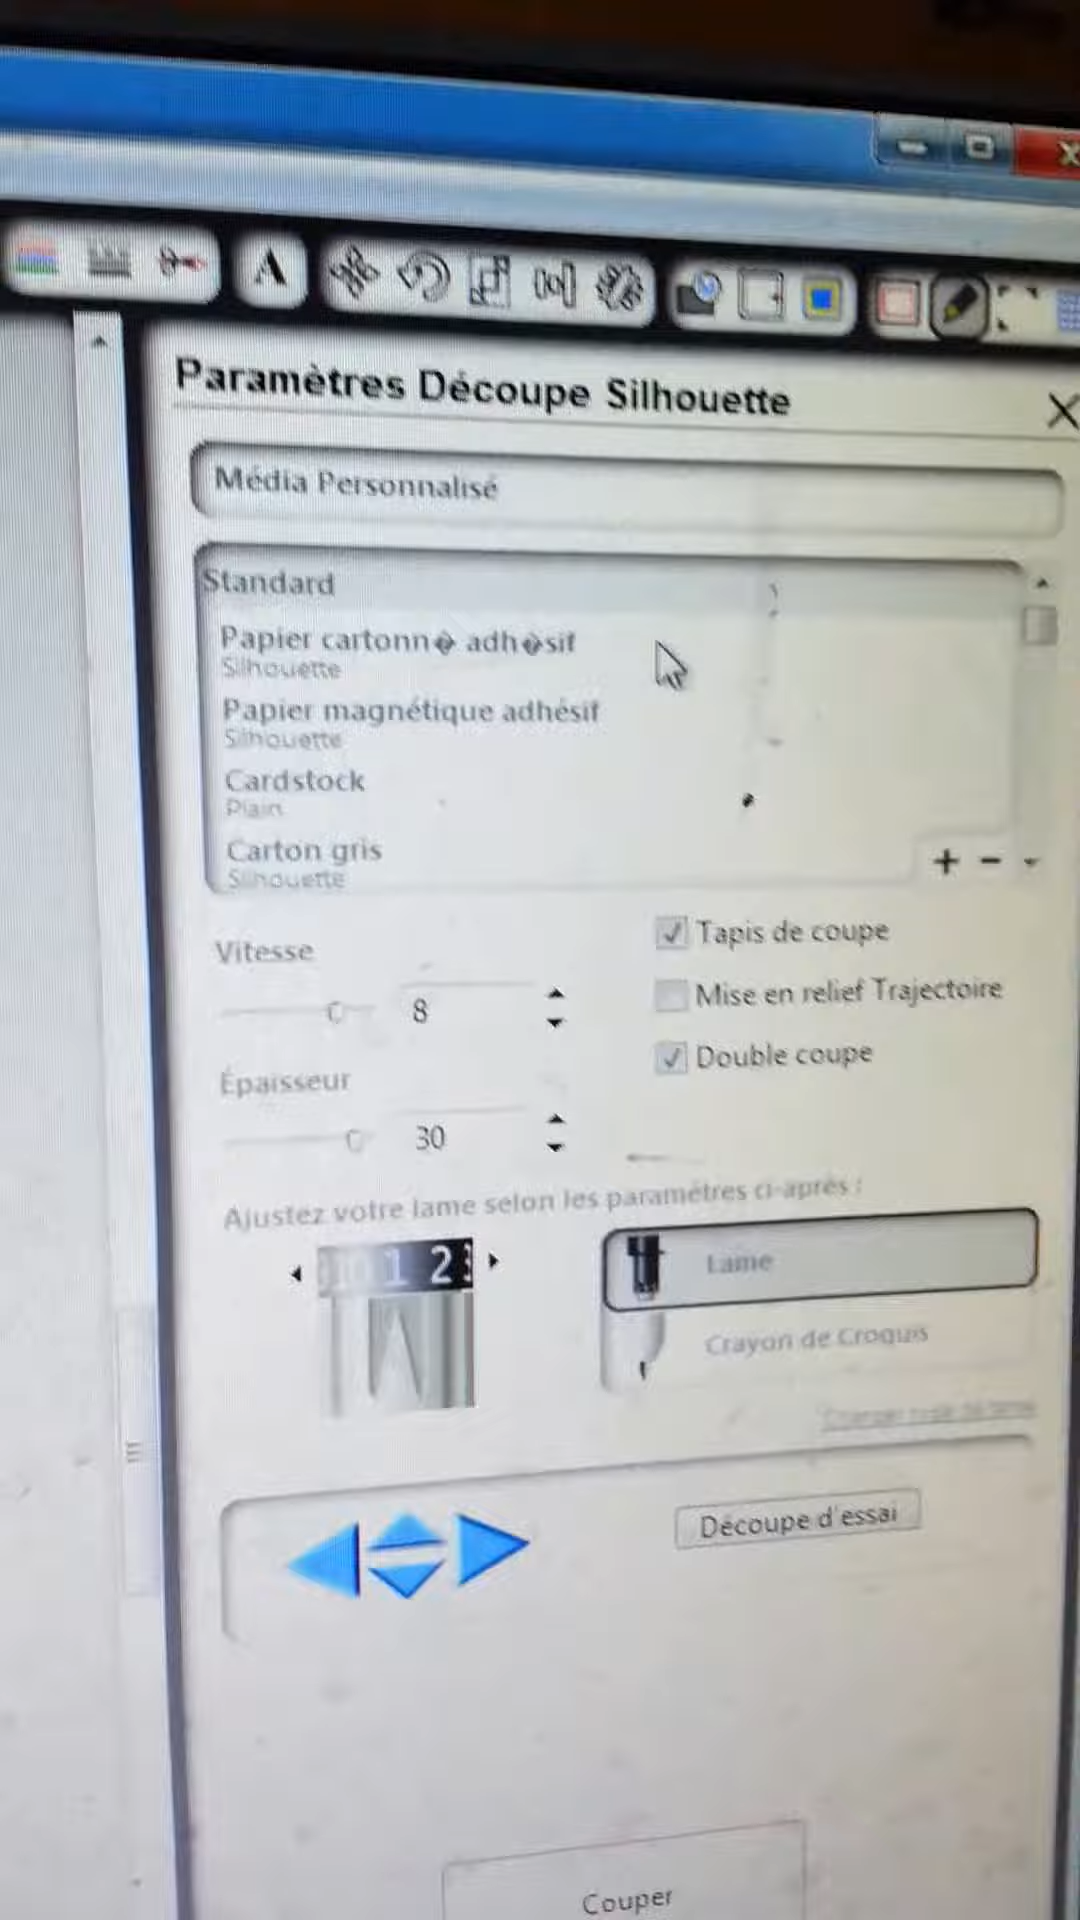 A
Paramètres Découpe Silhouette
Média Personnalisé
Standard
Papier cartonn� adh�sif
Silhouette
Papier magnétique adhésif
Silhouette
Cardstock
Plain
Carton gris
Silhouette
Vitesse
8
Tapis de coupe
Mise en relief Trajectoire
Double coupe
Épaisseur
30
Ajustez votre lame selon les paramètres ci-après :
1 2
Lame
Crayon de Croquis
Découpe d'essai
Couper